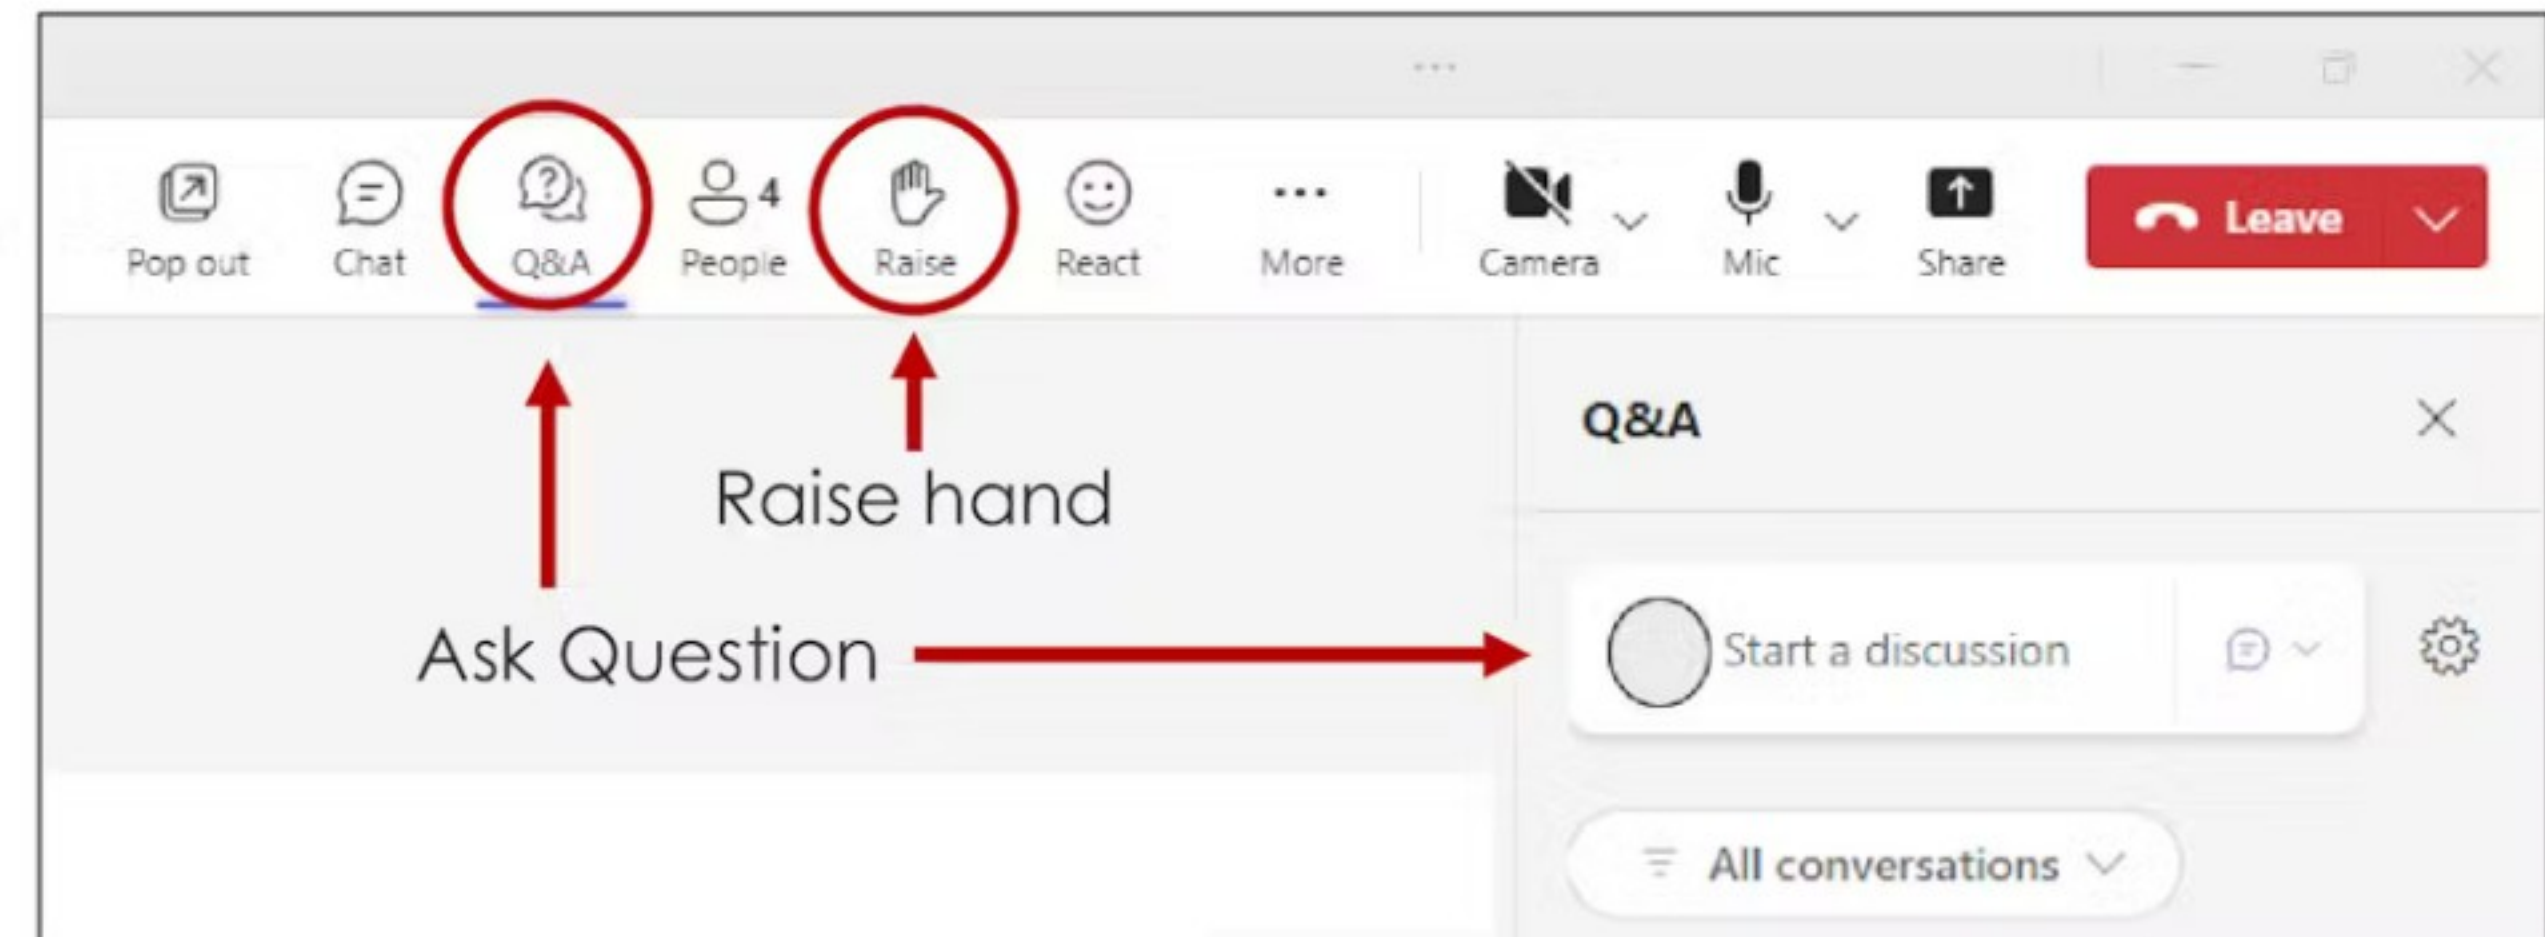 Pop out
Chat
Q&A
People
4
Raise
React
More
Camera
Mic
Share
Leave
Raise hand
Ask Question
Q&A
Start a discussion
All conversations